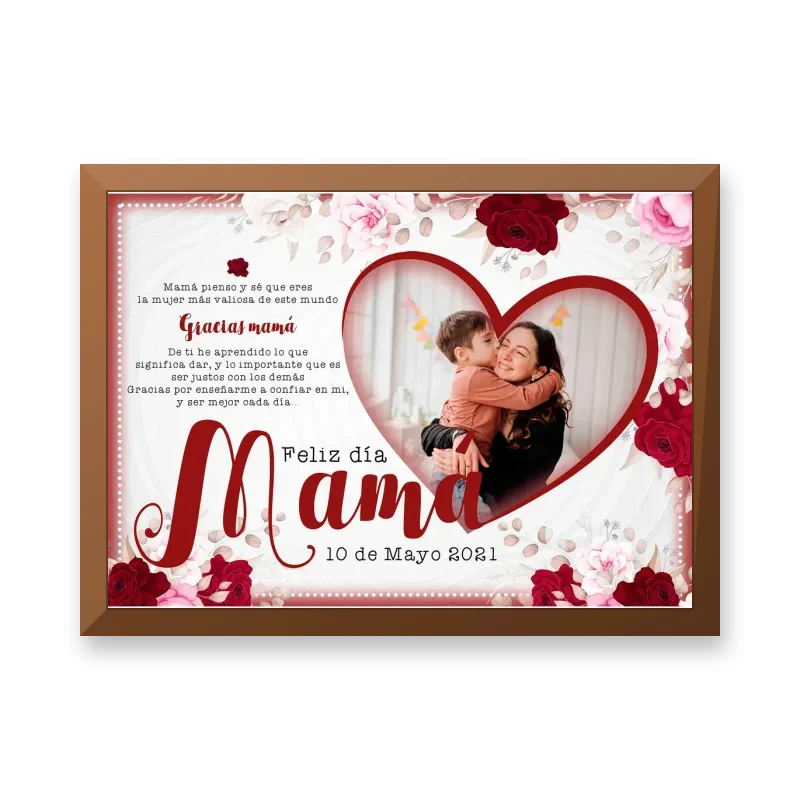 Mamá pienso y sé que eres
la mujer más valiosa de este mundo
Gracias mamá
De ti he aprendido lo que
significa dar, y lo importante que es
ser justos con los demás
Gracias por enseñarme a confiar en mi,
y ser mejor cada día...
Feliz día
Mama
10 de Mayo 2021